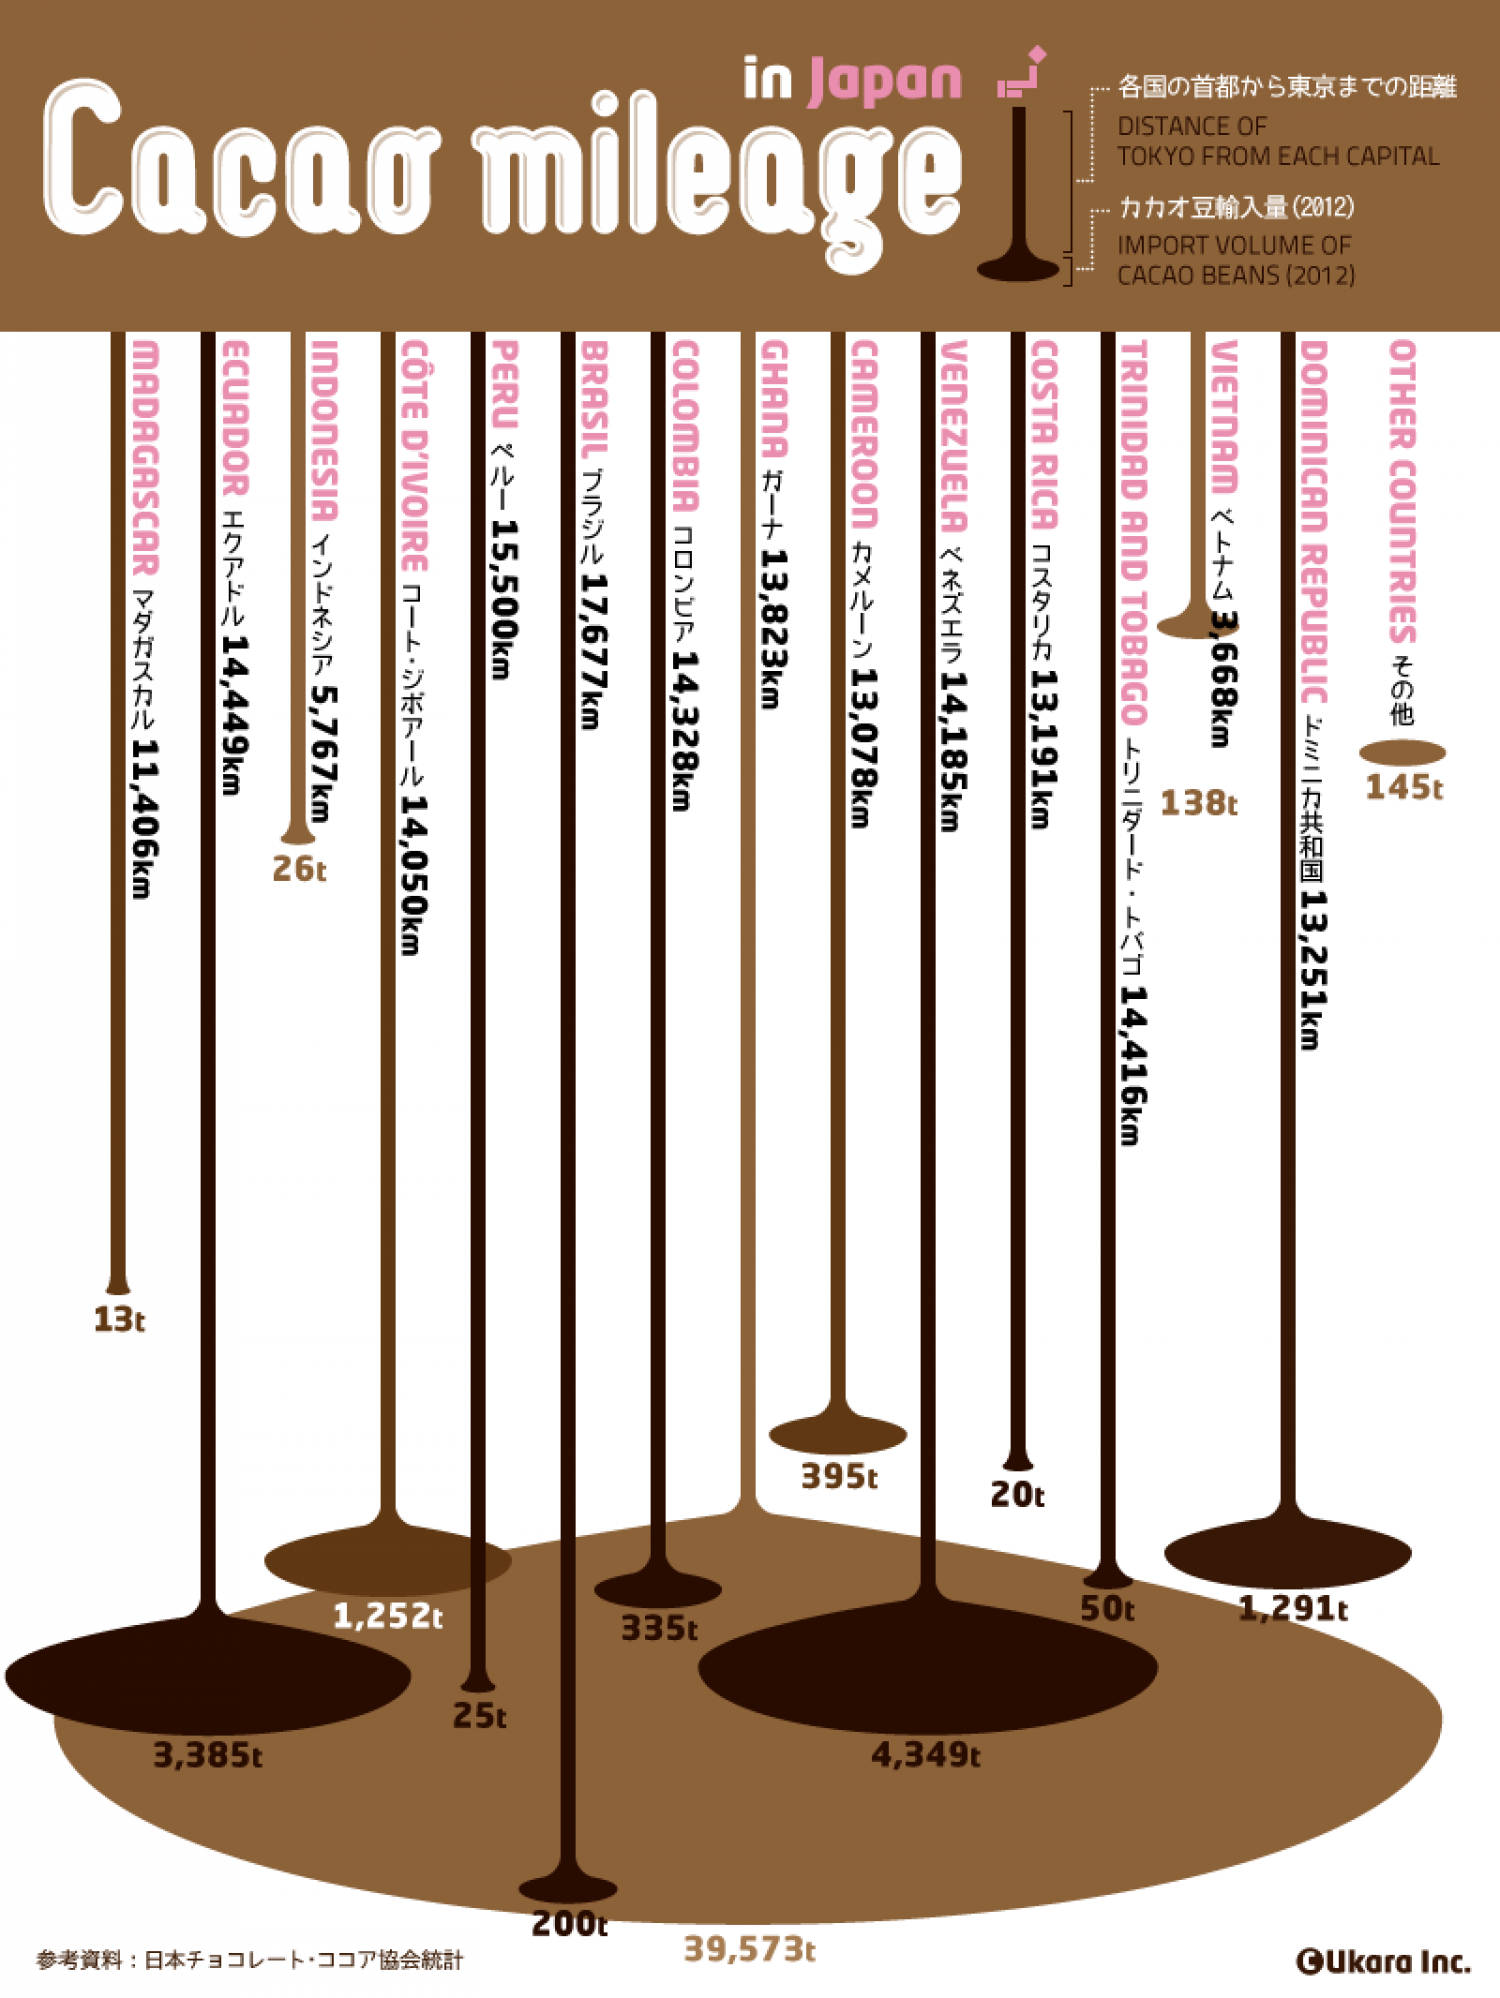 in Japan
Cacao mileage
各国の首都から東京までの距離
DISTANCE OF
TOKYO FROM EACH CAPITAL
カカオ豆輸入量(2012)
IMPORT VOLUME OF
CACAO BEANS (2012)
MADAGASCAR マダガスカル 11,406km
13t
ECUADOR エクアドル 14,449km
3,385t
INDONESIA インドネシア 5,767km
26t
CÔTE D'IVOIRE コート・ジボアール 14,050km
1,252t
PERU ペルー 15,500km
25t
BRASIL ブラジル 17,677km
200t
COLOMBIA コロンビア 14,328km
335t
GHANA ガーナ 13,823km
39,573t
CAMEROON カメルーン 13,078km
395t
VENEZUELA ベネズエラ 14,185km
4,349t
COSTA RICA コスタリカ 13,191km
20t
TRINIDAD AND TOBAGO トリニダード・トバゴ 14,416km
50t
VIETNAM ベトナム 3,668km
138t
DOMINICAN REPUBLIC ドミニカ共和国 13,251km
1,291t
OTHER COUNTRIES その他
145t
参考資料：日本チョコレート・ココア協会統計
©Ukara Inc.